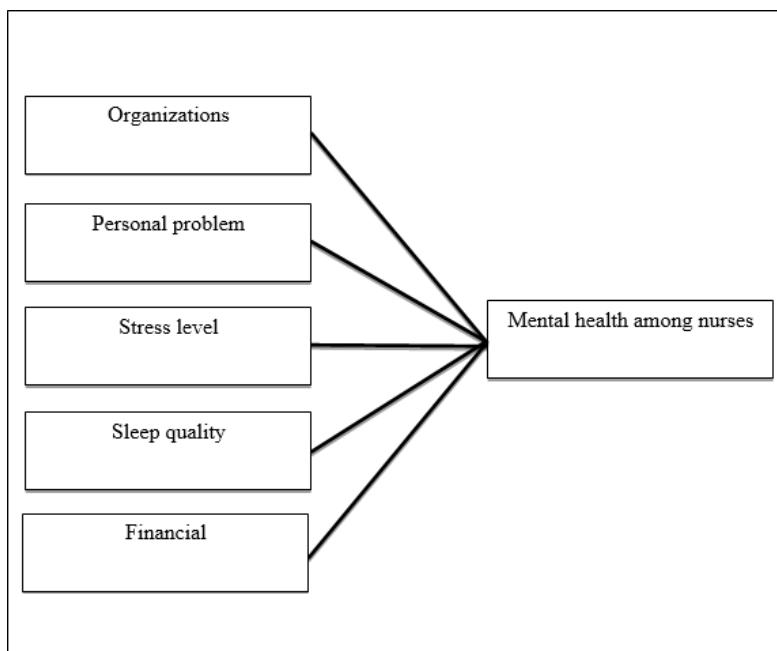 Organizations
Personal problem
Stress level
Mental health among nurses
Sleep quality
Financial